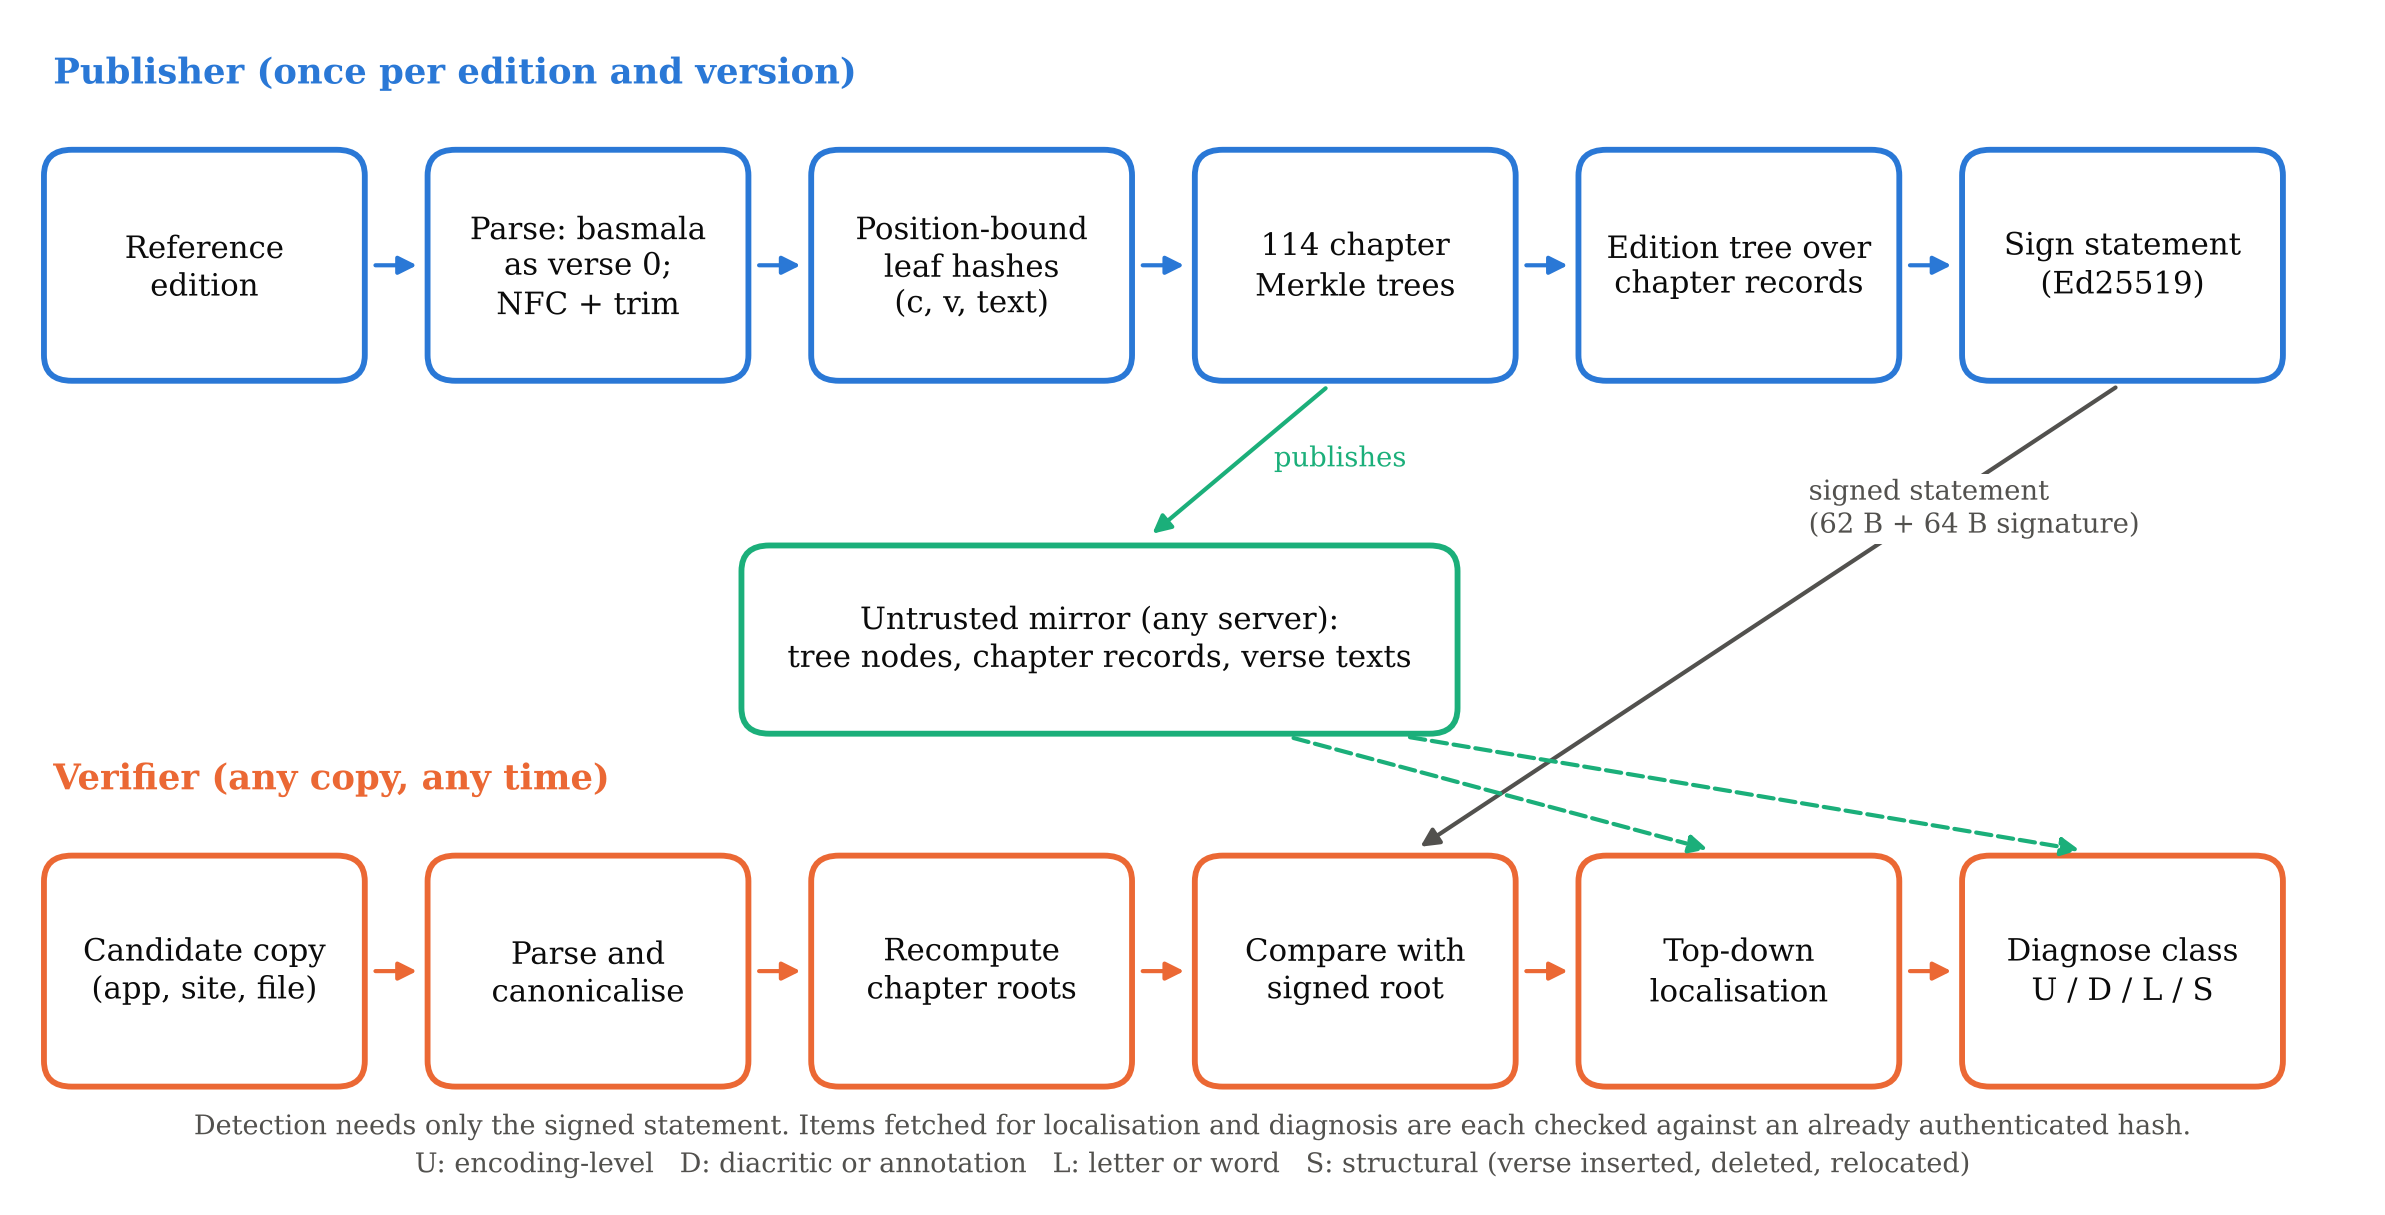 Publisher (once per edition and version)
Reference
edition
Parse: basmala
as verse 0;
NFC + trim
Position-bound
leaf hashes
(c, v, text)
114 chapter
Merkle trees
Edition tree over
chapter records
Sign statement
(Ed25519)
publishes
signed statement
(62 B + 64 B signature)
Untrusted mirror (any server):
tree nodes, chapter records, verse texts
Verifier (any copy, any time)
Candidate copy
(app, site, file)
Parse and
canonicalise
Recompute
chapter roots
Compare with
signed root
Top-down
localisation
Diagnose class
U / D / L / S
Detection needs only the signed statement. Items fetched for localisation and diagnosis are each checked against an already authenticated hash.
U: encoding-level D: diacritic or annotation L: letter or word S: structural (verse inserted, deleted, relocated)